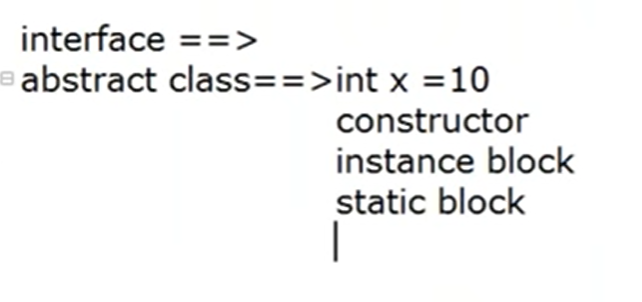 interface ==>
abstract class==>int x =10
constructor
instance block
static block